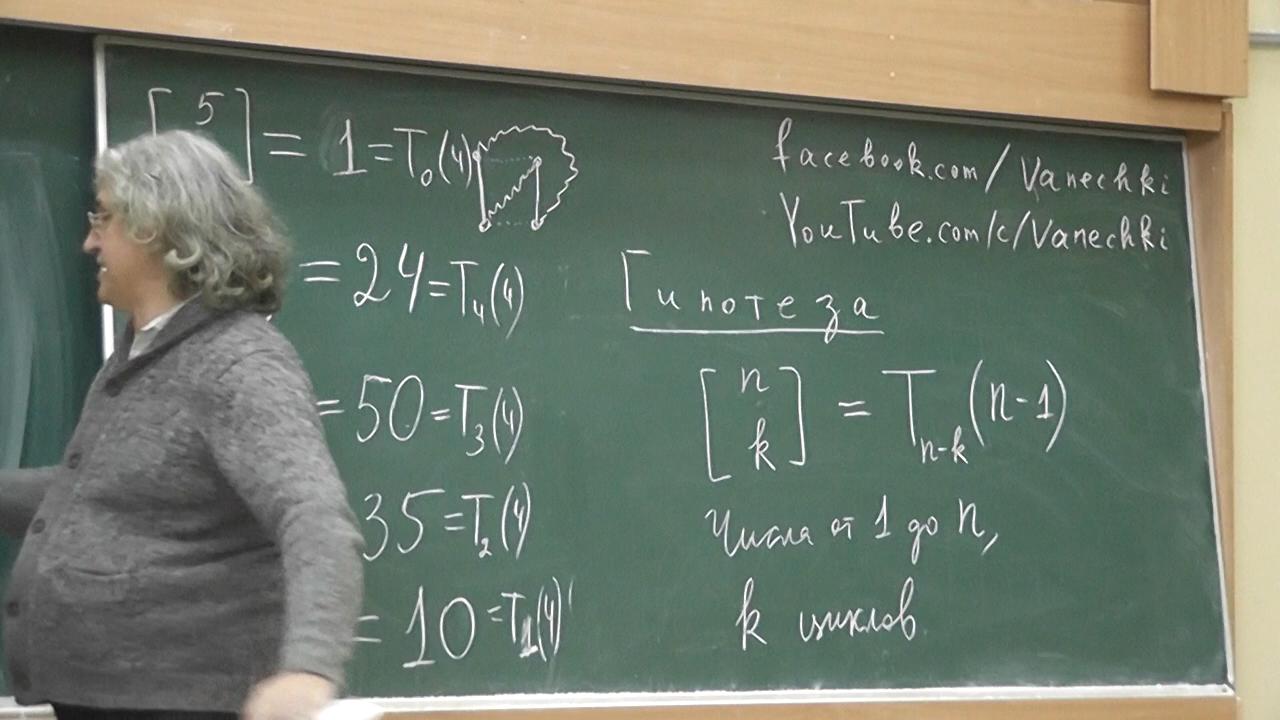 [ 5 ] = 1 = T₀(4)
= 24 = T₄(4)
= 50 = T₃(4)
35 = T₂(4)
= 10 = T₁(4)
facebook.com/Vanechki
YouTube.com/c/Vanechki
Гипотеза
[ n k ] = Tₙ₋ₖ(n-1)
Числа от 1 до n,
k циклов